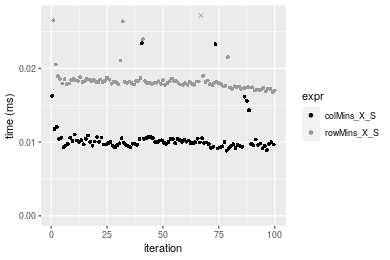 time (ms)
0.02
0.01
0.00
0
25
50
75
100
iteration
expr
colMins_X_S
rowMins_X_S